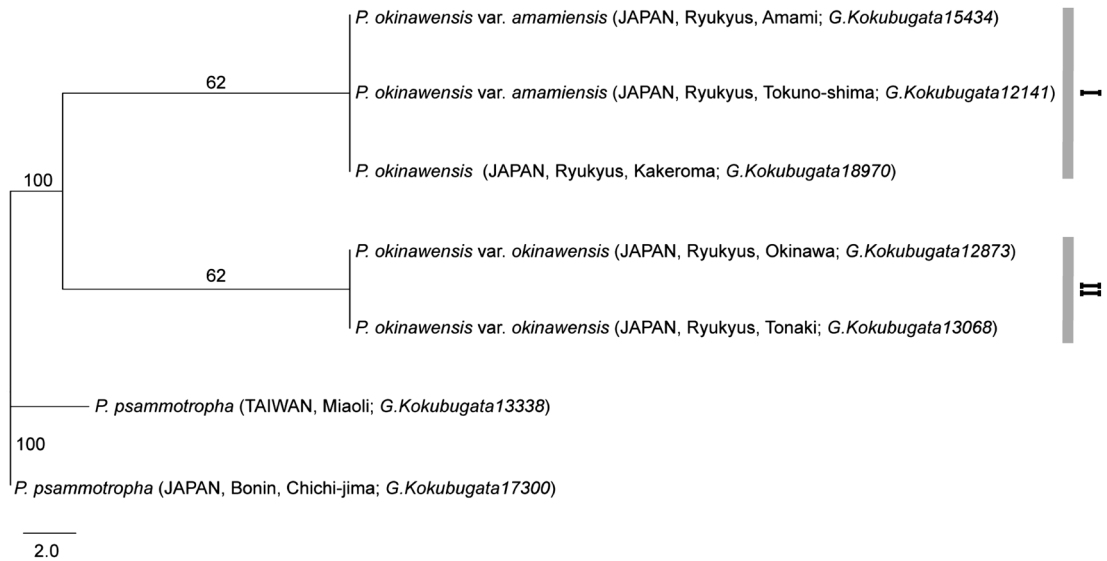 P. okinawensis var. amamiensis (JAPAN, Ryukyus, Amami; G.Kokubugata15434)
62
P. okinawensis var. amamiensis (JAPAN, Ryukyus, Tokuno-shima; G.Kokubugata12141)
I
P. okinawensis (JAPAN, Ryukyus, Kakeroma; G.Kokubugata18970)
100
P. okinawensis var. okinawensis (JAPAN, Ryukyus, Okinawa; G.Kokubugata12873)
62
II
P. okinawensis var. okinawensis (JAPAN, Ryukyus, Tonaki; G.Kokubugata13068)
P. psammotropha (TAIWAN, Miaoli; G.Kokubugata13338)
100
P. psammotropha (JAPAN, Bonin, Chichi-jima; G.Kokubugata17300)
2.0